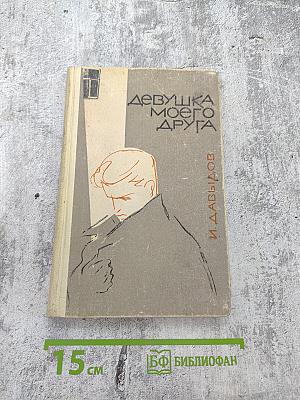 девушка
моего
друга
И. ДАВЫДОВ
15 см
БФ БИБЛИОФАН